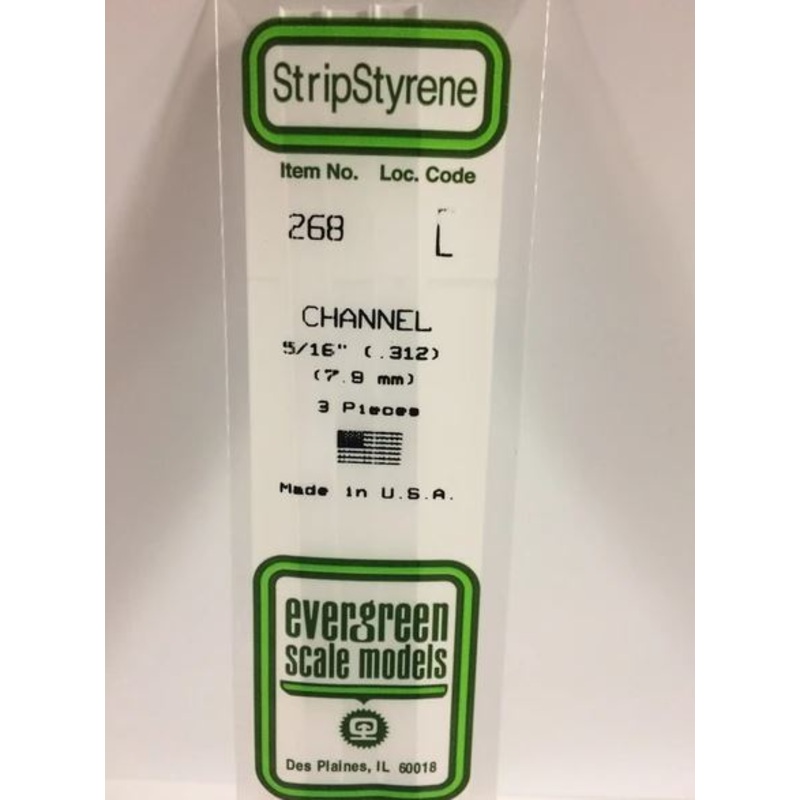 StripStyrene
Item No. Loc. Code
268 L
CHANNEL
5/16" (.312)
(7.9 mm)
3 Pieces
Made in U.S.A.
evergreen
scale models
Des Plaines, IL 60018